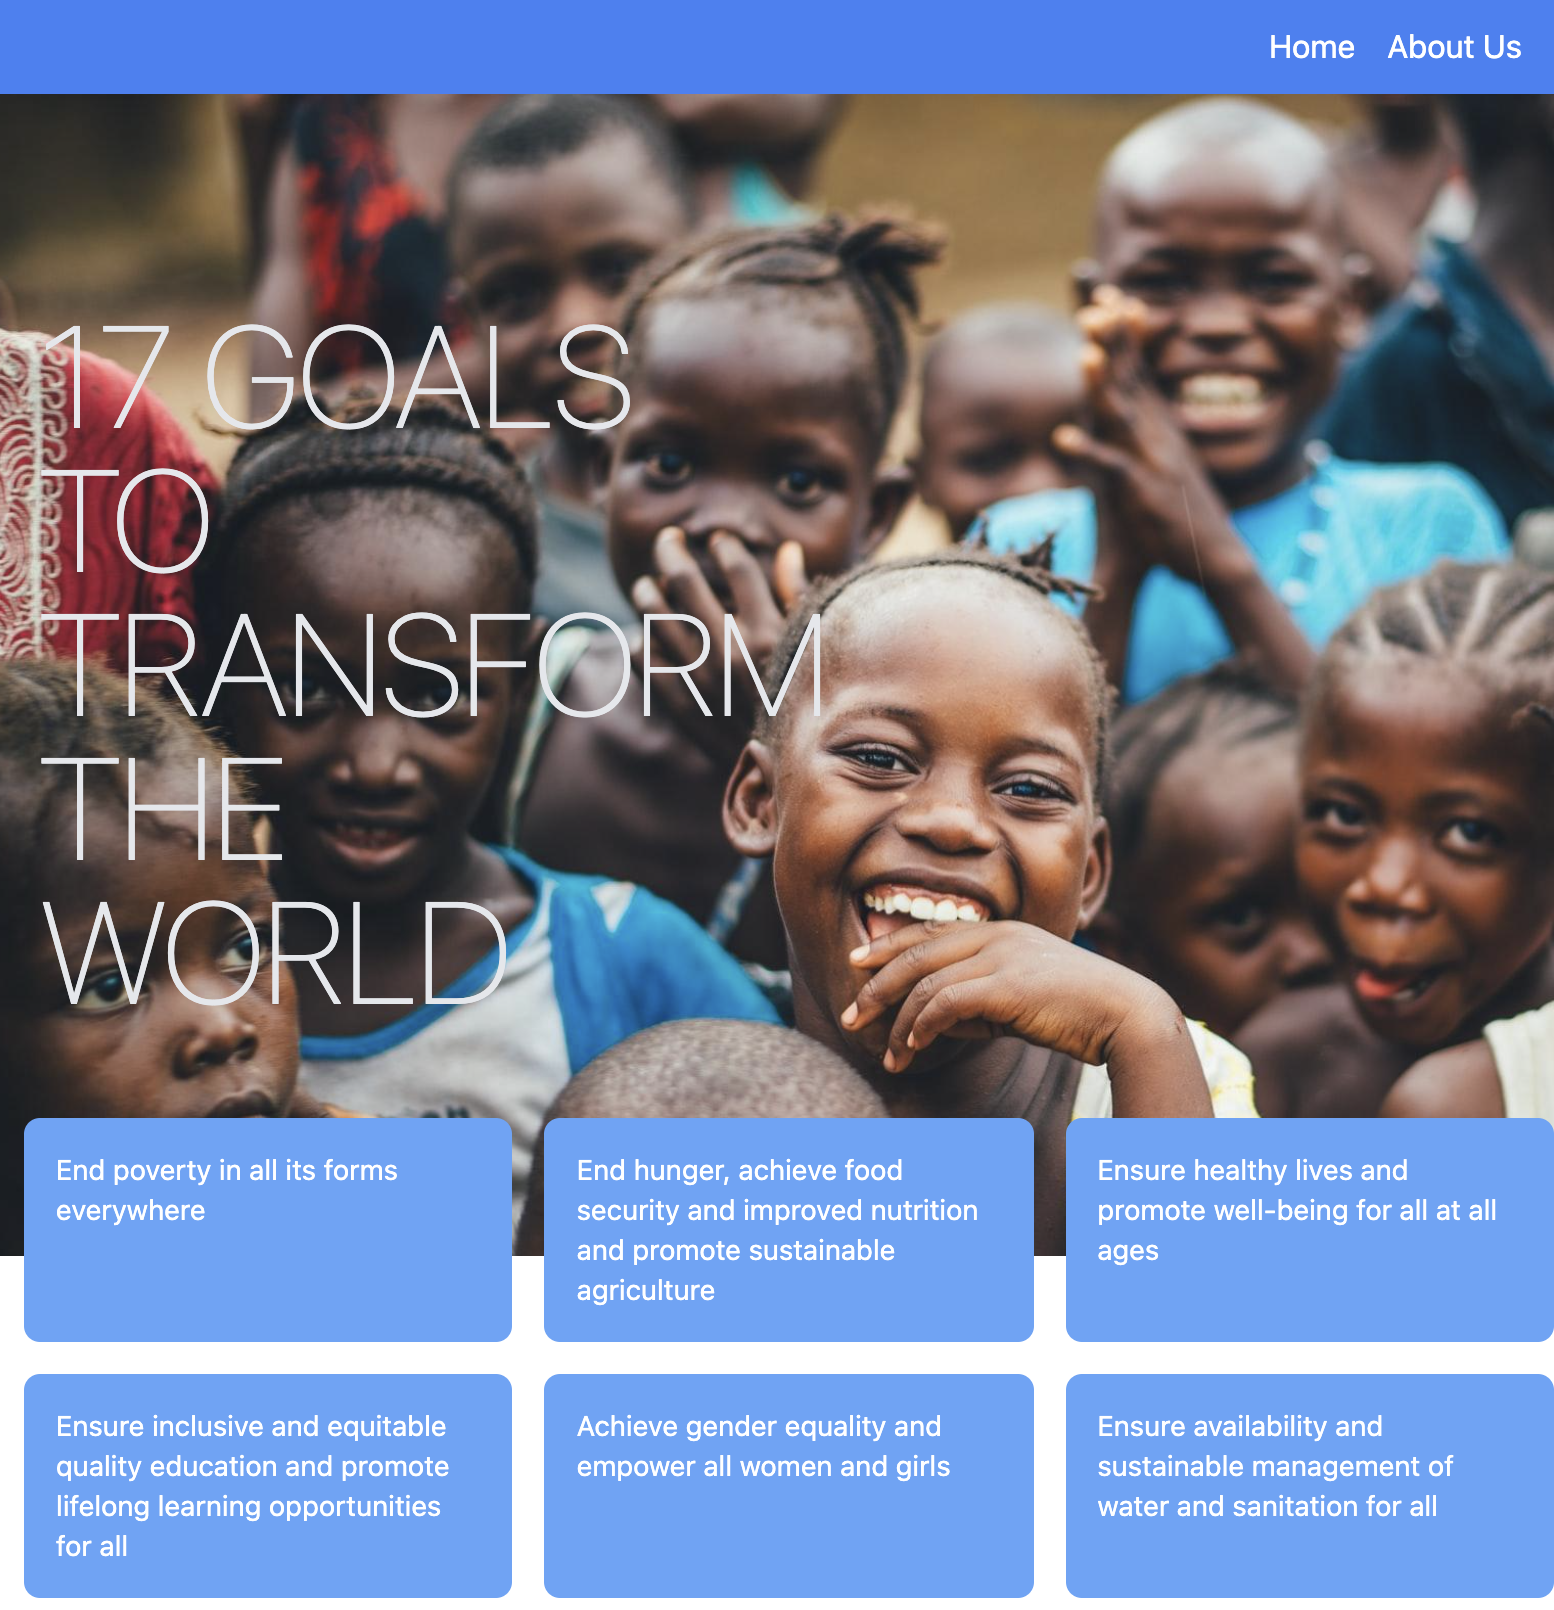 Home About Us
17 GOALS
TO
TRANSFORM
THE
WORLD
End poverty in all its forms
everywhere
End hunger, achieve food
security and improved nutrition
and promote sustainable
agriculture
Ensure healthy lives and
promote well-being for all at all
ages
Ensure inclusive and equitable
quality education and promote
lifelong learning opportunities
for all
Achieve gender equality and
empower all women and girls
Ensure availability and
sustainable management of
water and sanitation for all